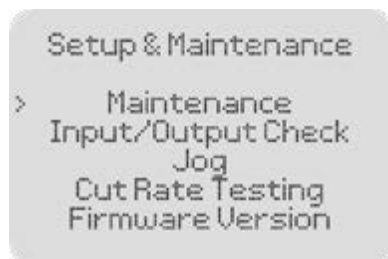 Setup & Maintenance
> Maintenance
Input/Output Check
Jog
Cut Rate Testing
Firmware Version